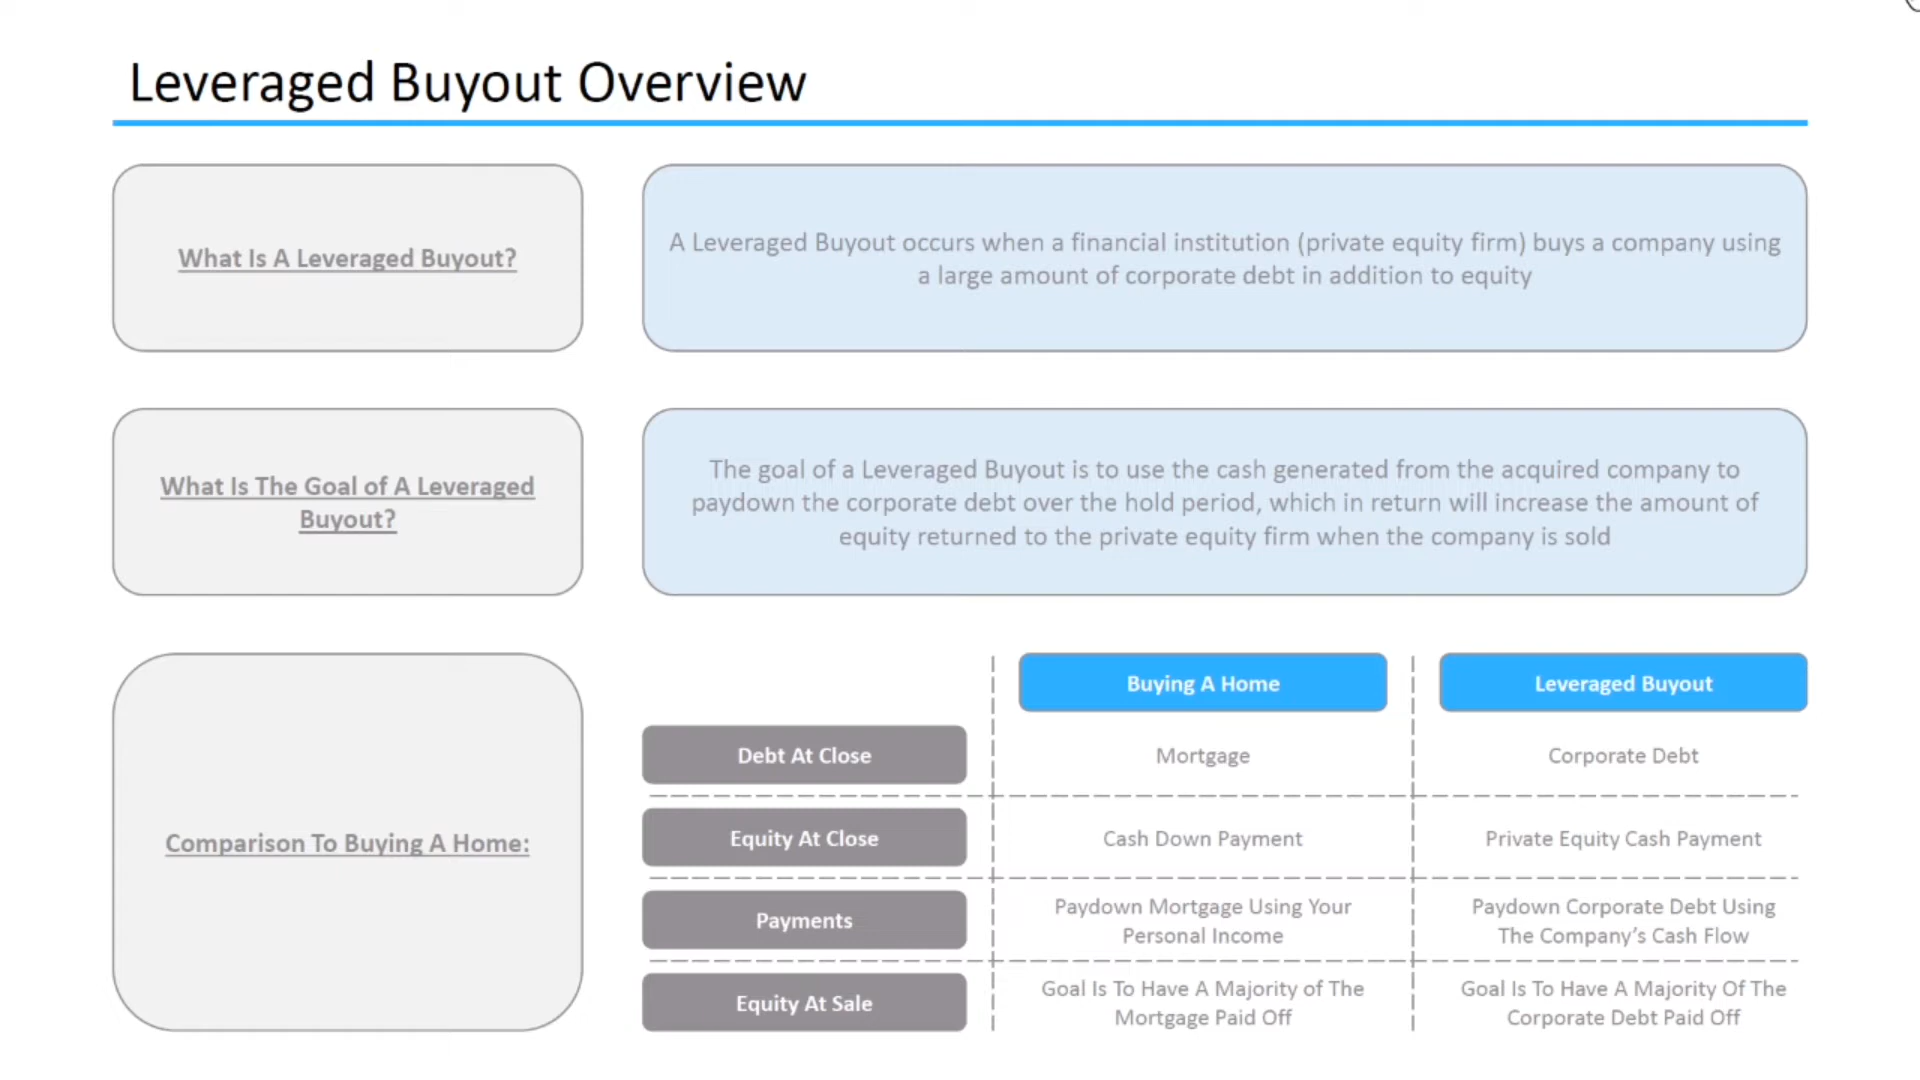 Leveraged Buyout Overview
What Is A Leveraged Buyout?
A Leveraged Buyout occurs when a financial institution (private equity firm) buys a company using
a large amount of corporate debt in addition to equity
What Is The Goal of A Leveraged
Buyout?
The goal of a Leveraged Buyout is to use the cash generated from the acquired company to
paydown the corporate debt over the hold period, which in return will increase the amount of
equity returned to the private equity firm when the company is sold
Comparison To Buying A Home:
Buying A Home
Leveraged Buyout
Debt At Close
Mortgage
Corporate Debt
Equity At Close
Cash Down Payment
Private Equity Cash Payment
Payments
Paydown Mortgage Using Your
Personal Income
Paydown Corporate Debt Using
The Company's Cash Flow
Equity At Sale
Goal Is To Have A Majority of The
Mortgage Paid Off
Goal Is To Have A Majority Of The
Corporate Debt Paid Off